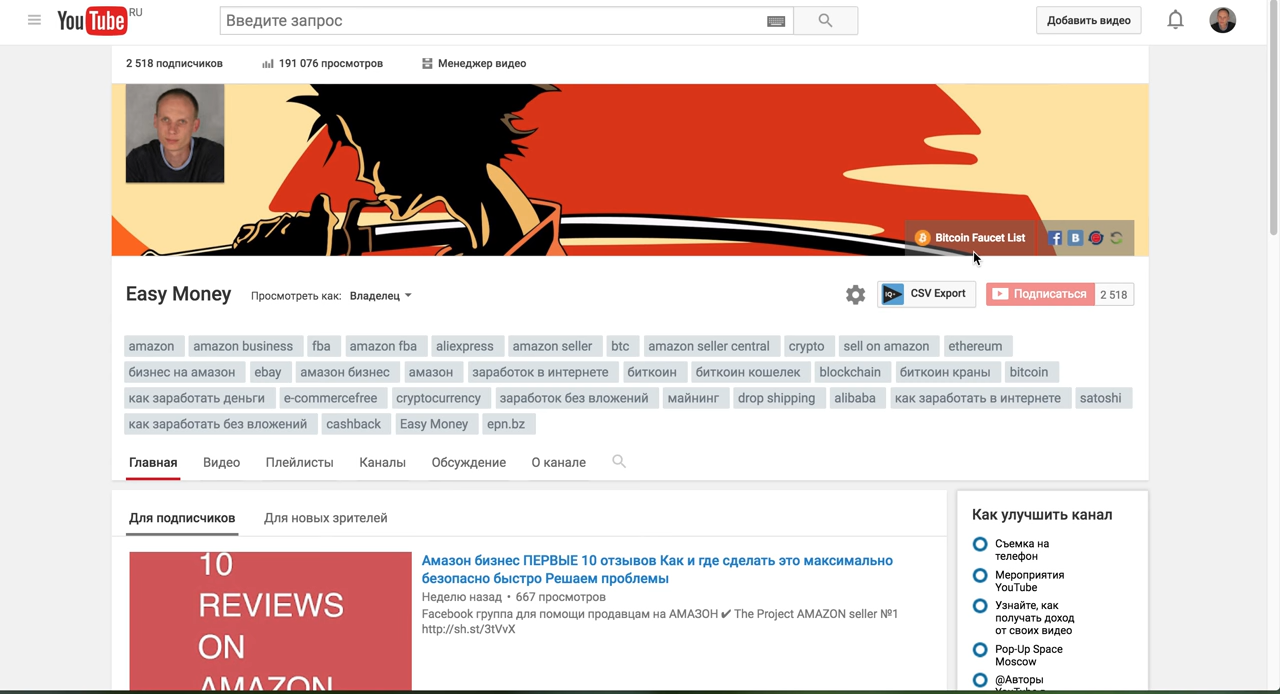 YouTube RU
Введите запрос
Добавить видео
2 518 подписчиков 191 076 просмотров Менеджер видео
Bitcoin Faucet List
Easy Money Просмотреть как: Владелец
IQ+ CSV Export Подписаться 2 518
amazon amazon business fba amazon fba aliexpress amazon seller btc amazon seller central crypto sell on amazon ethereum
бизнес на amazon ebay амазон бизнес амазон заработок в интернете биткоин биткоин кошелек blockchain биткоин краны bitcoin
как заработать деньги e-commercefree cryptocurrency заработок без вложений майнинг drop shipping alibaba как заработать в интернете satoshi
как заработать без вложений cashback Easy Money epn.bz
Главная Видео Плейлисты Каналы Обсуждение О канале
Для подписчиков Для новых зрителей
10
REVIEWS
ON
AMAZON
Амазон бизнес ПЕРВЫЕ 10 отзывов Как и где сделать это максимально
безопасно быстро Решаем проблемы
Неделю назад • 667 просмотров
Facebook группа для помощи продавцам на АМАЗОН ✔ The Project AMAZON seller №1
http://sh.st/3tVvX
Как улучшить канал
Съемка на
телефон
Мероприятия
YouTube
Узнайте, как
получать доход
от своих видео
Pop-Up Space
Moscow
@Авторы